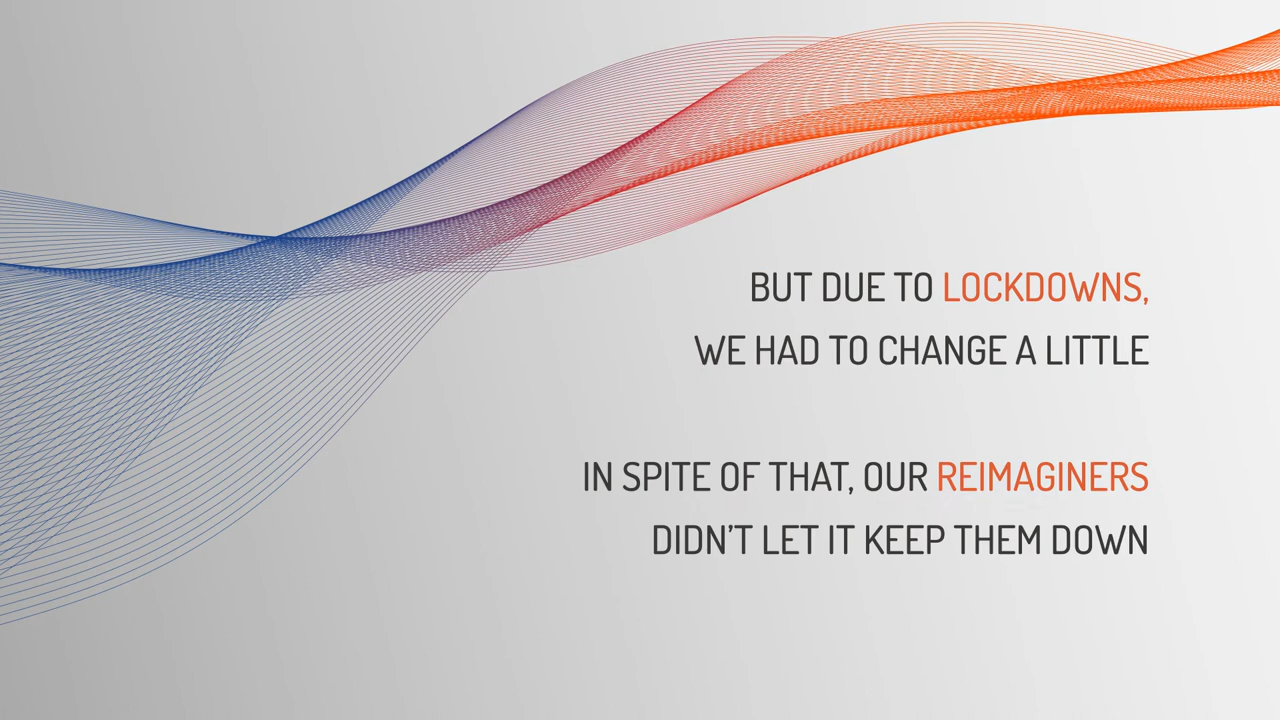 BUT DUE TO LOCKDOWNS,
WE HAD TO CHANGE A LITTLE
IN SPITE OF THAT, OUR REIMAGINERS
DIDN'T LET IT KEEP THEM DOWN